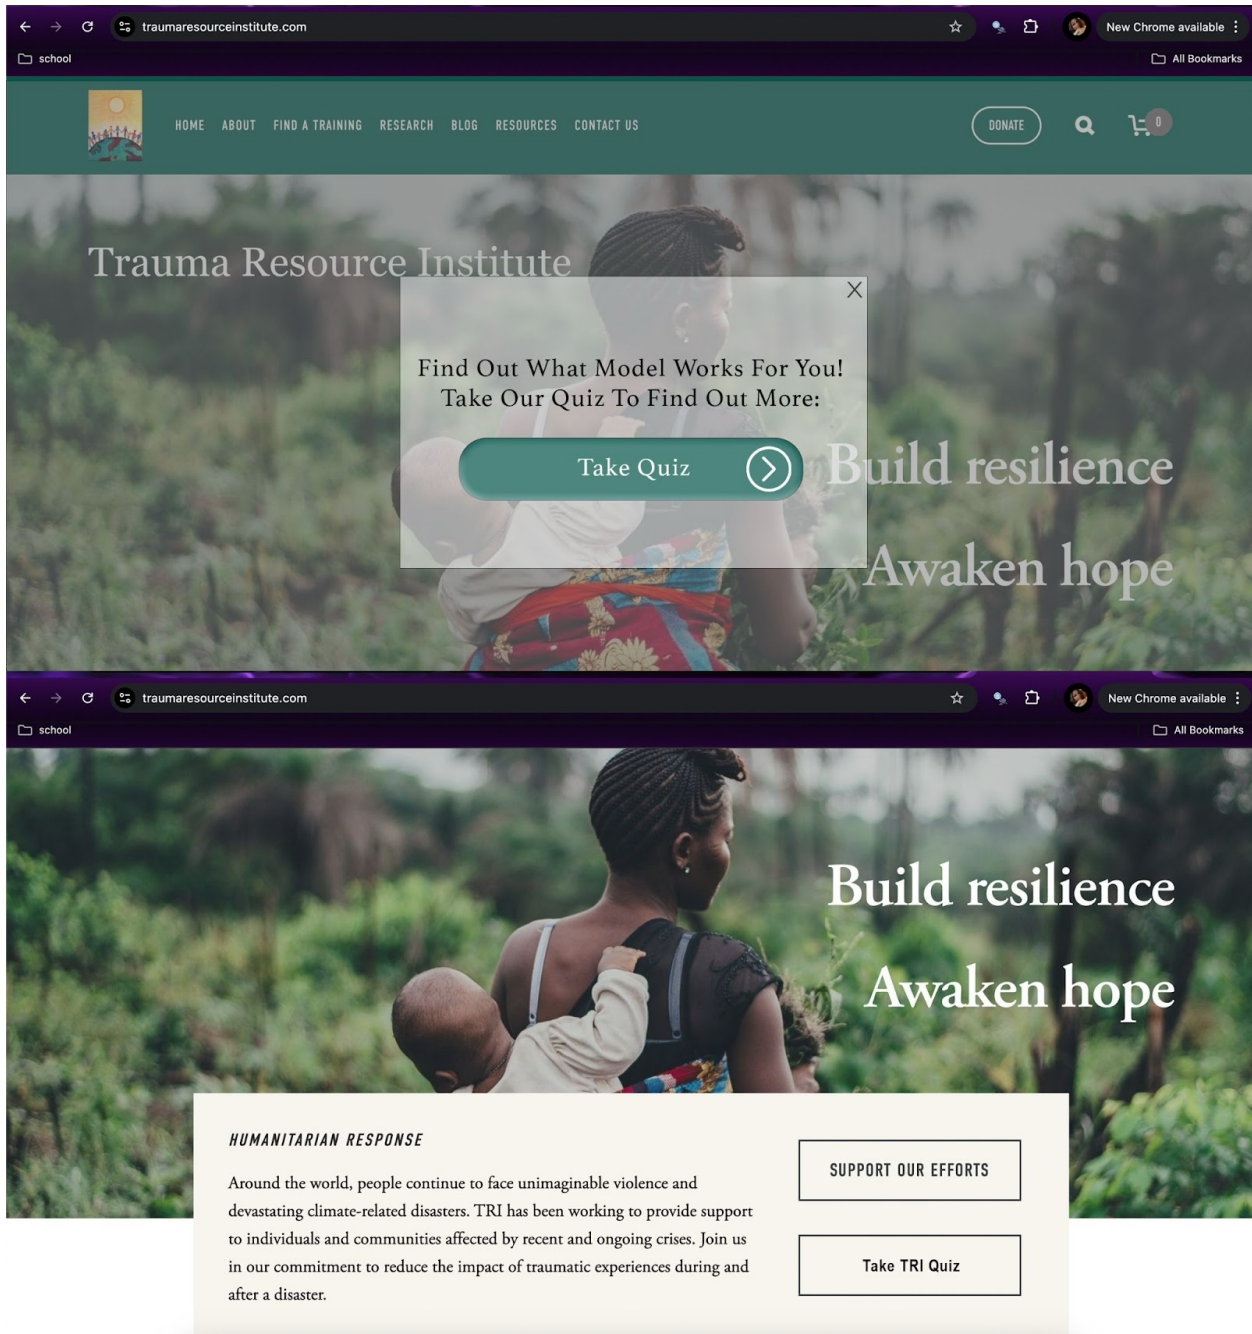 traumaresourceinstitute.com
New Chrome available
school
All Bookmarks
HOME ABOUT FIND A TRAINING RESEARCH BLOG RESOURCES CONTACT US
DONATE
0
Trauma Resource Institute
X
Find Out What Model Works For You!
Take Our Quiz To Find Out More:
Take Quiz
Build resilience
Awaken hope
traumaresourceinstitute.com
New Chrome available
school
All Bookmarks
Build resilience
Awaken hope
HUMANITARIAN RESPONSE
Around the world, people continue to face unimaginable violence and
devastating climate-related disasters. TRI has been working to provide support
to individuals and communities affected by recent and ongoing crises. Join us
in our commitment to reduce the impact of traumatic experiences during and
after a disaster.
SUPPORT OUR EFFORTS
Take TRI Quiz